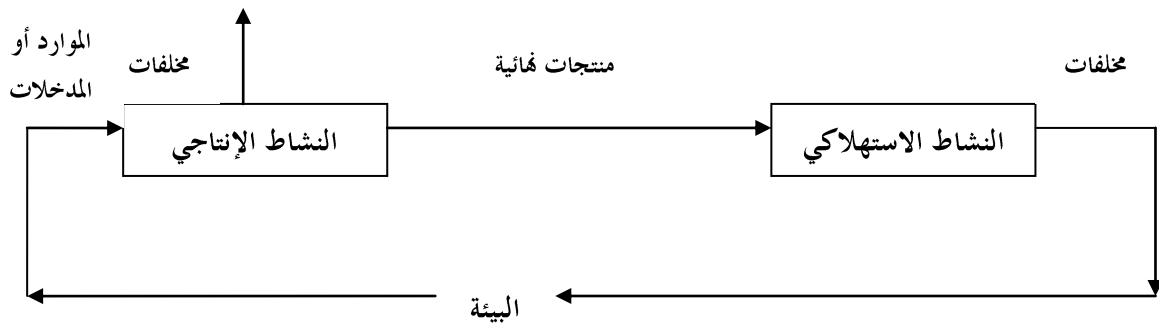 الموارد أو
المدخلات
مخلفات
منتجات نهائية
مخلفات
النشاط الإنتاجي
النشاط الاستهلاكي
البيئة